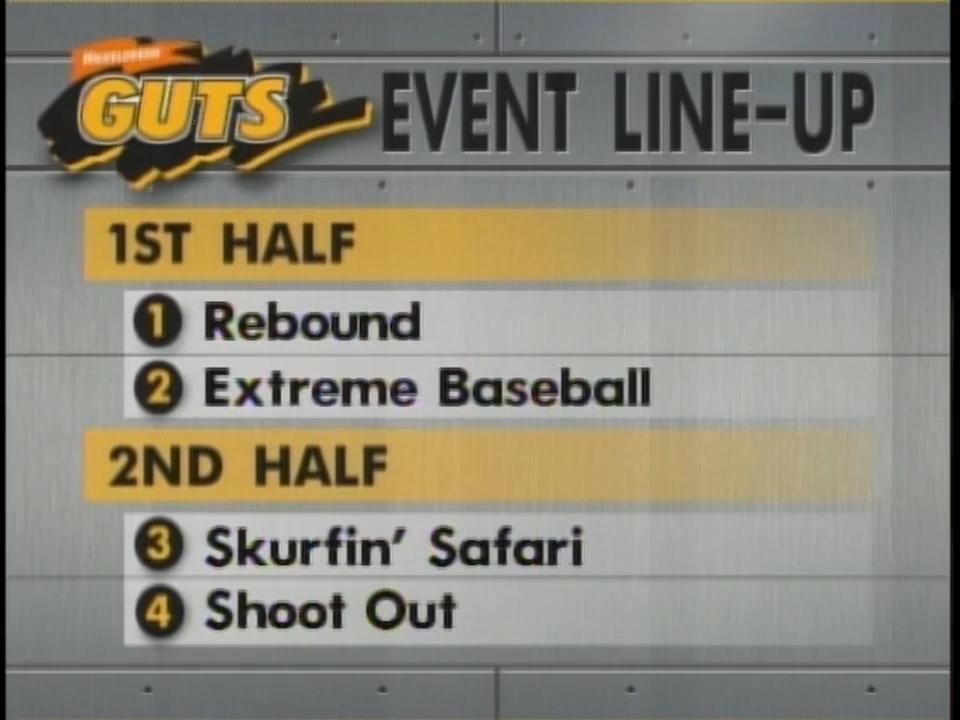 NICKELODEON
GUTS
EVENT LINE-UP
1ST HALF
1 Rebound
2 Extreme Baseball
2ND HALF
3 Skurfin' Safari
4 Shoot Out